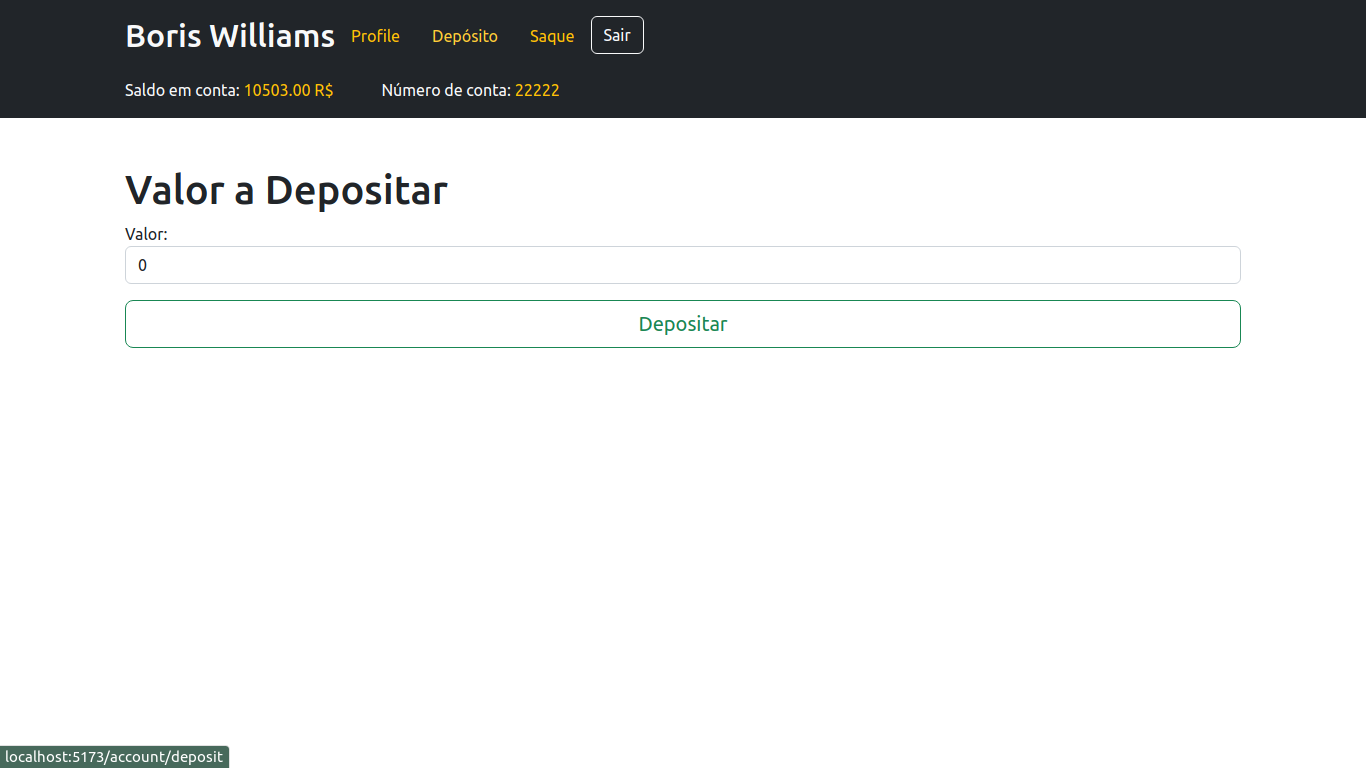 Boris Williams Profile Depósito Saque Sair
Saldo em conta: 10503.00 R$ Número de conta: 22222
Valor a Depositar
Valor:
0
Depositar
localhost:5173/account/deposit